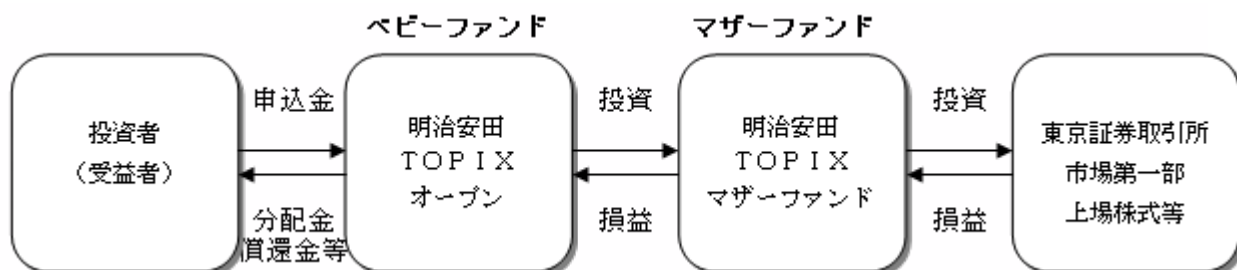 ベビーファンド
マザーファンド
投資者
（受益者）
申込金
分配金
償還金等
明治安田
ＴＯＰＩＸ
オープン
投資
損益
明治安田
ＴＯＰＩＸ
マザーファンド
投資
損益
東京証券取引所
市場第一部
上場株式等